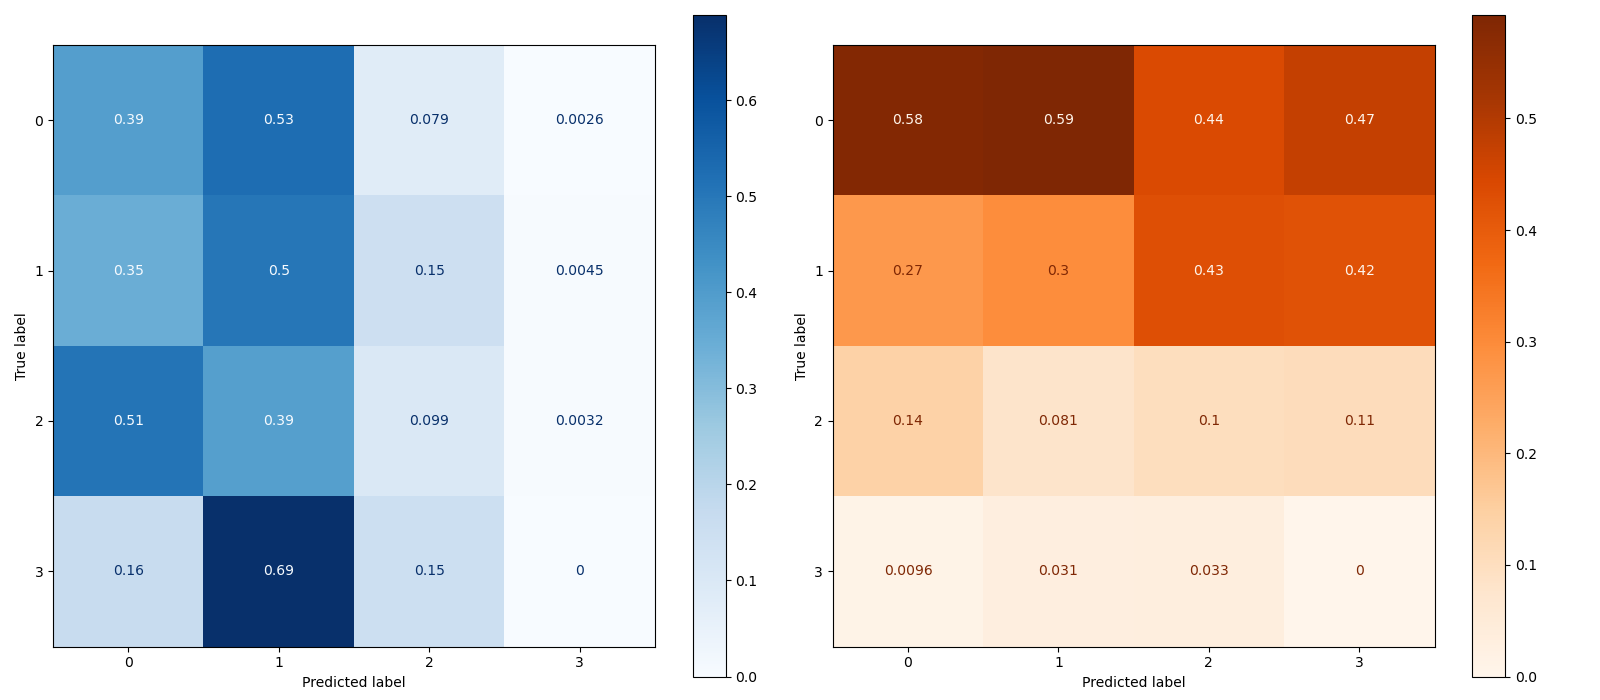 0 0.39 0.53 0.079 0.0026
1 0.35 0.5 0.15 0.0045
2 0.51 0.39 0.099 0.0032
3 0.16 0.69 0.15 0
0 1 2 3
Predicted label
True label
0.6
0.5
0.4
0.3
0.2
0.1
0.0
0 0.58 0.59 0.44 0.47
1 0.27 0.3 0.43 0.42
2 0.14 0.081 0.1 0.11
3 0.0096 0.031 0.033 0
0 1 2 3
Predicted label
True label
0.5
0.4
0.3
0.2
0.1
0.0